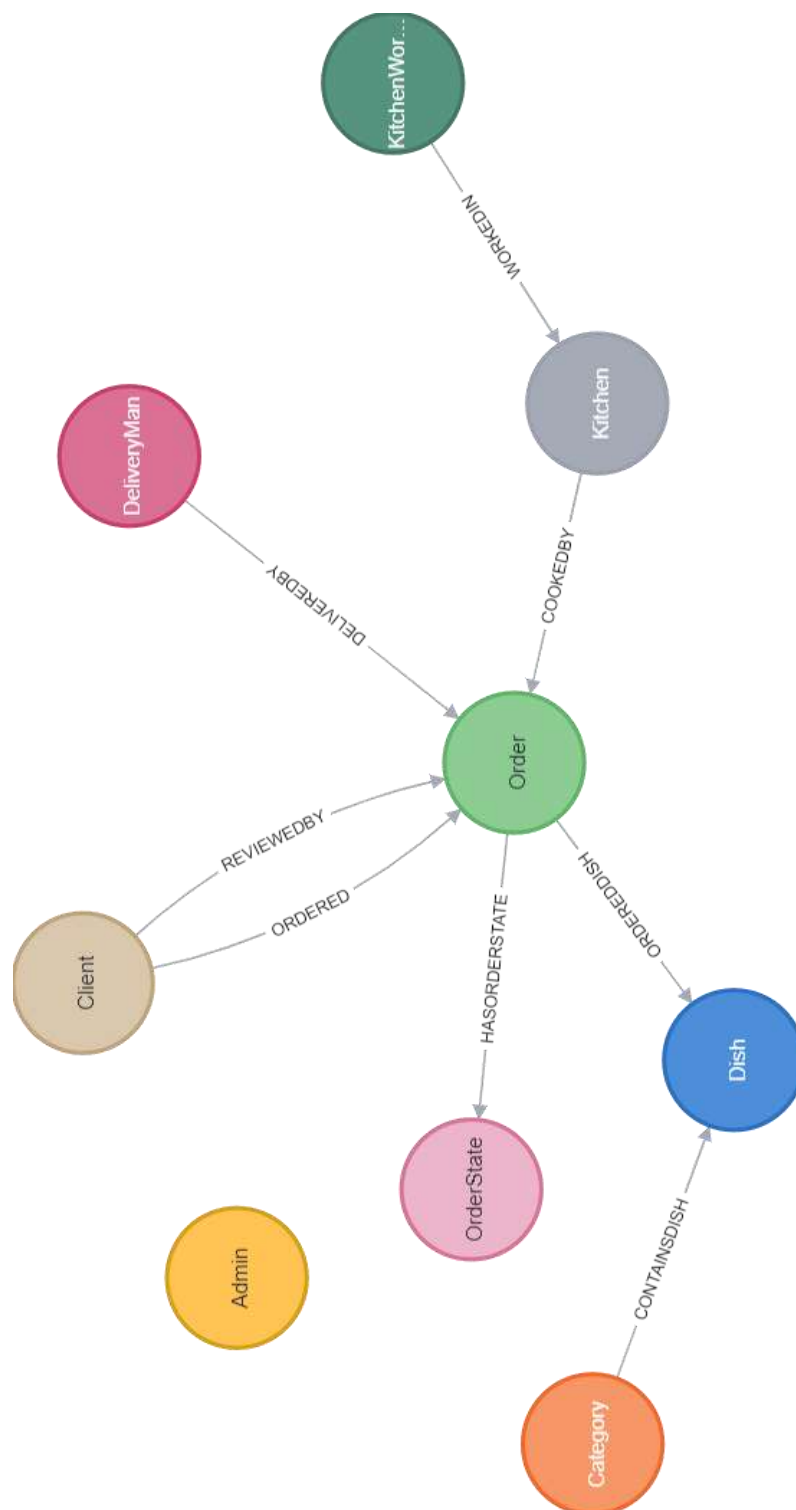 KitchenWor...
WORKEDIN
Kitchen
DeliveryMan
COOKEDBY
DELIVEREDBY
Order
REVIEWEDBY
ORDERED
ORDEREDDISH
HASORDERSTATE
Client
Dish
OrderState
Admin
CONTAINSDISH
Category